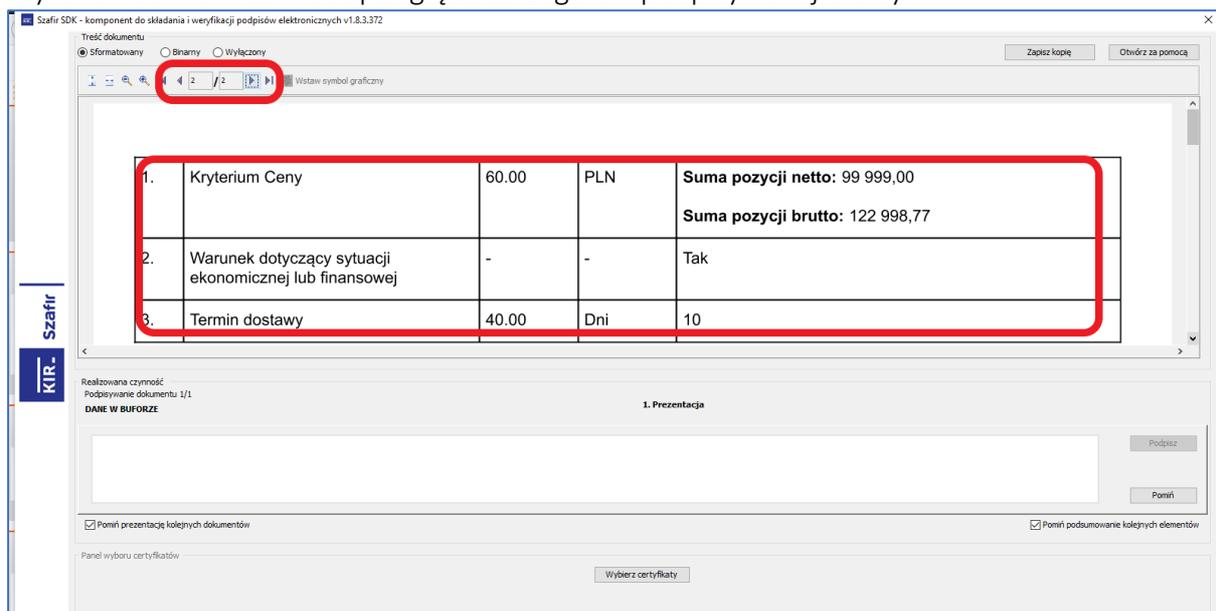 Szafir SDK - komponent do składania i weryfikacji podpisów elektronicznych v1.8.3.372
Treść dokumentu
Sformatowany Binarny Wyłączony
Zapisz kopię Otwórz za pomocą
2 / 2 Wstaw symbol graficzny
1. Kryterium Ceny 60.00 PLN Suma pozycji netto: 99 999,00
Suma pozycji brutto: 122 998,77
2. Warunek dotyczący sytuacji - - Tak
ekonomicznej lub finansowej
3. Termin dostawy 40.00 Dni 10
KIR Szafir
Realizowana czynność
Podpisywanie dokumentu 1/1
DANE W BUFORZE
1. Prezentacja
Podpisz
Pomiń
Pomiń prezentację kolejnych dokumentów Pomiń podsumowanie kolejnych elementów
Panel wyboru certyfikatów
Wybierz certyfikaty